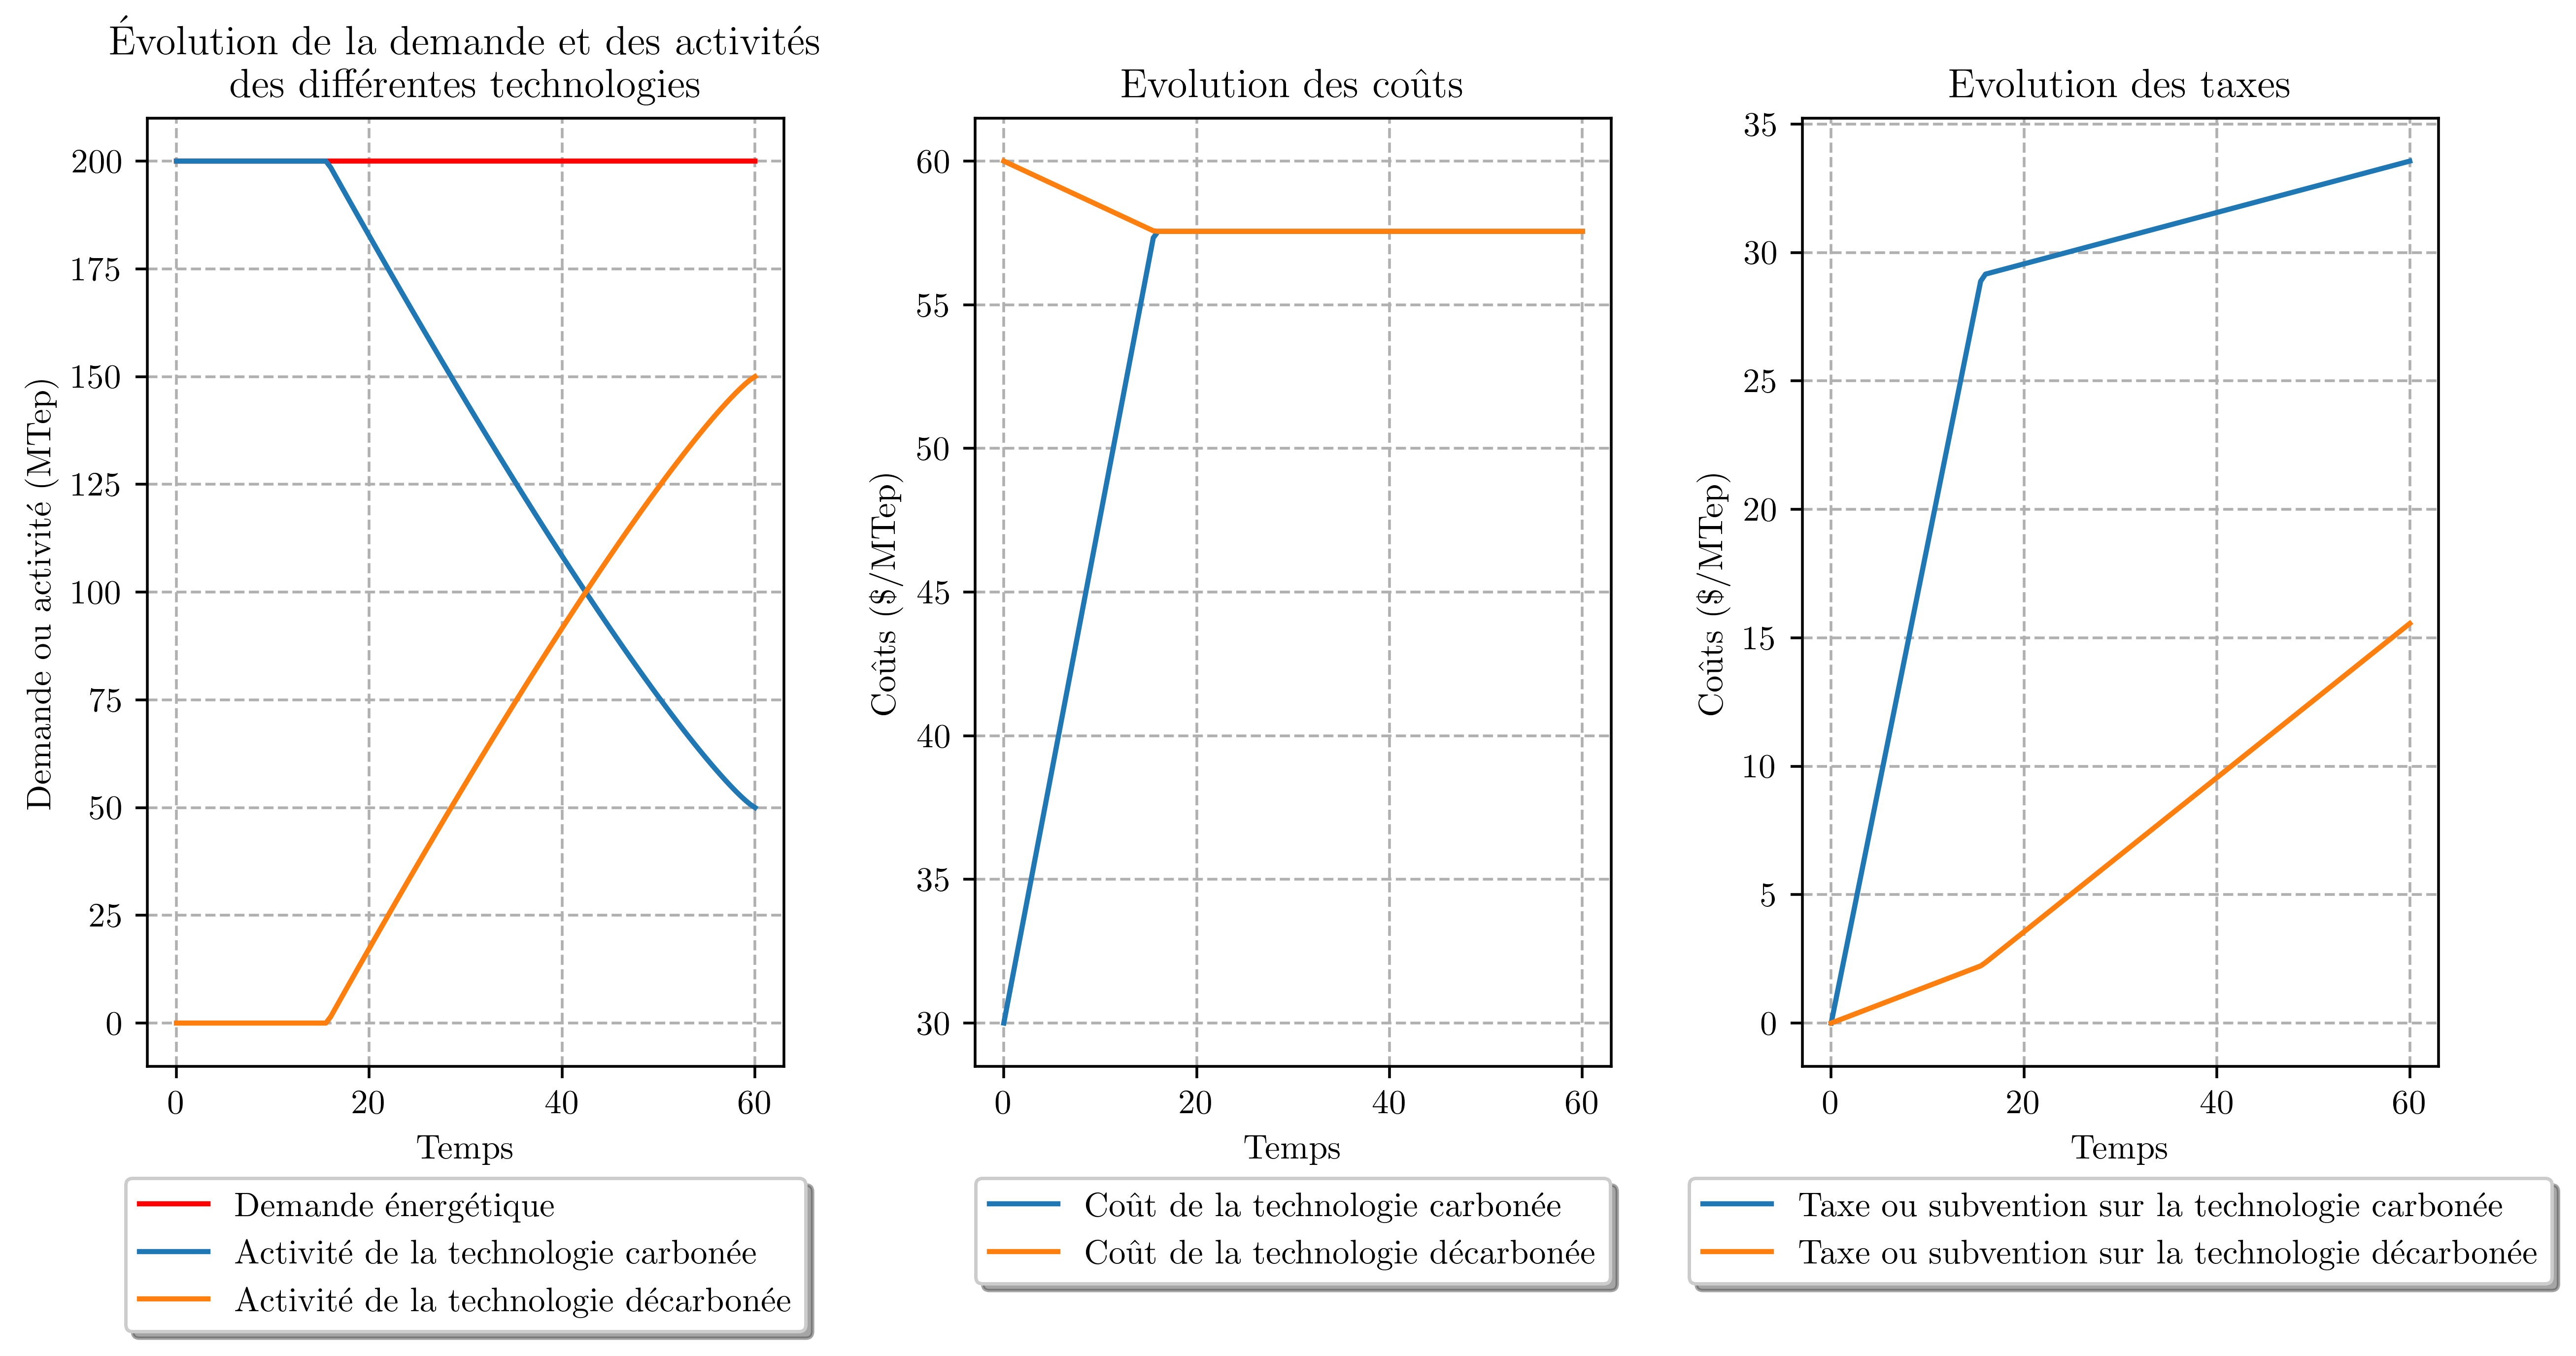 Évolution de la demande et des activités
des différentes technologies
Demande ou activité (MTep)
200
175
150
125
100
75
50
25
0
0 20 40 60
Temps
Demande énergétique
Activité de la technologie carbonée
Activité de la technologie décarbonée
Evolution des coûts
Coûts ($/MTep)
60
55
50
45
40
35
30
0 20 40 60
Temps
Coût de la technologie carbonée
Coût de la technologie décarbonée
Evolution des taxes
Coûts ($/MTep)
35
30
25
20
15
10
5
0
0 20 40 60
Temps
Taxe ou subvention sur la technologie carbonée
Taxe ou subvention sur la technologie décarbonée